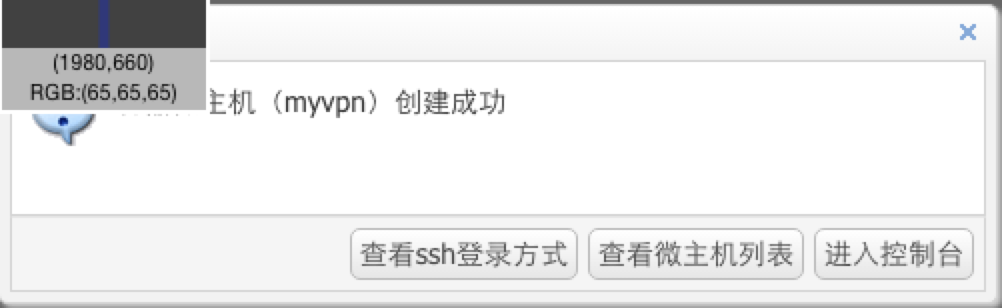 (1980,660)
RGB:(65,65,65)
主机（myvpn）创建成功
查看ssh登录方式
查看微主机列表
进入控制台